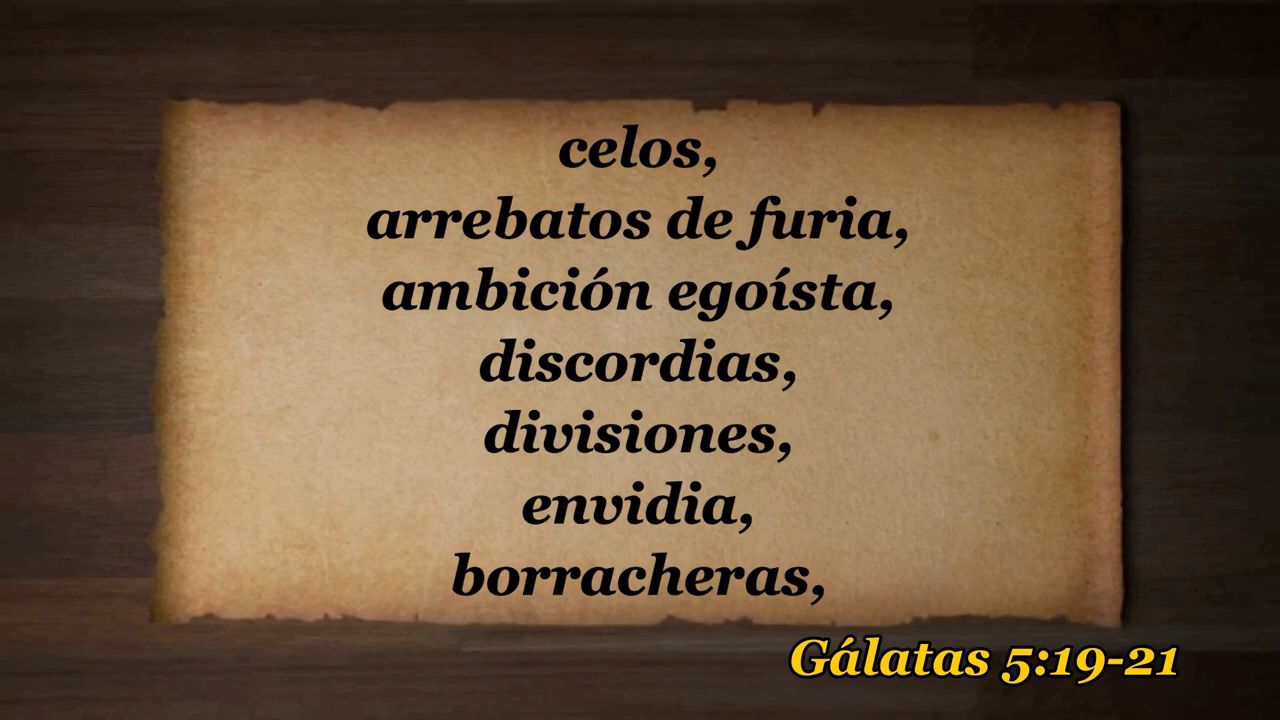 celos,
arrebatos de furia,
ambición egoísta,
discordias,
divisiones,
envidia,
borracheras,
Gálatas 5:19-21